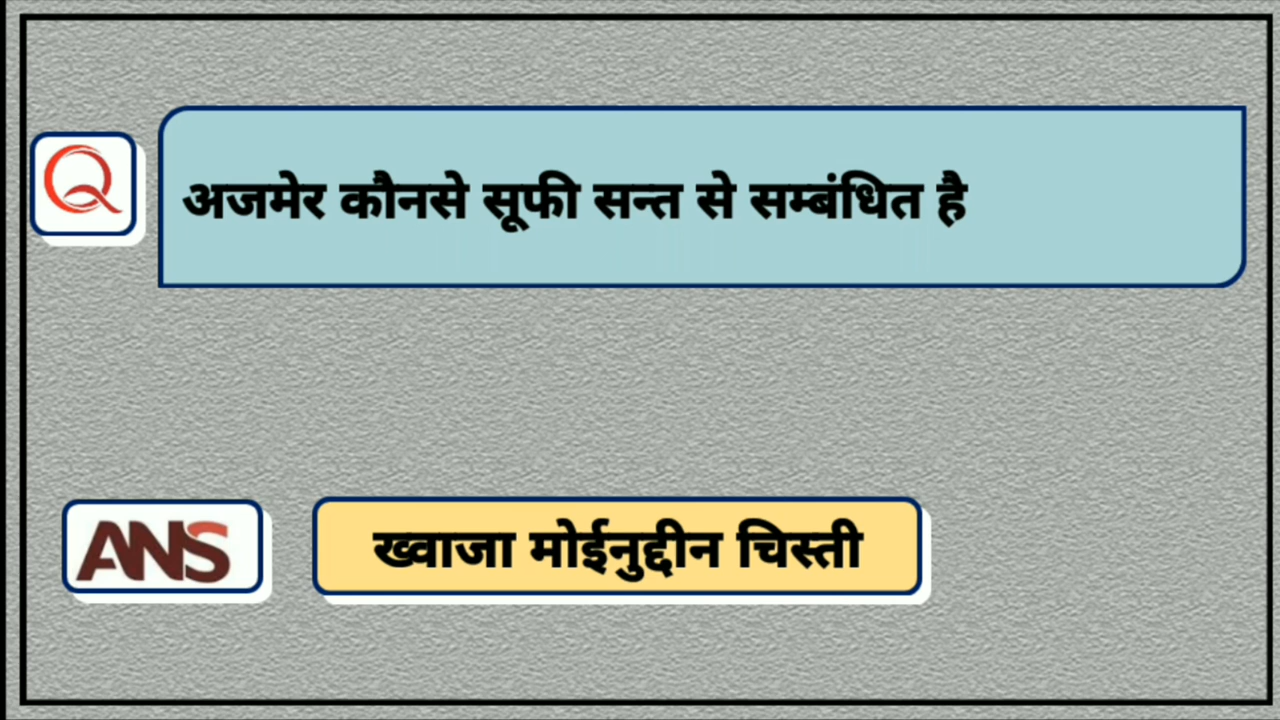 Q
अजमेर कौनसे सूफी सन्त से सम्बंधित है
ANS
ख्वाजा मोईनुद्दीन चिस्ती